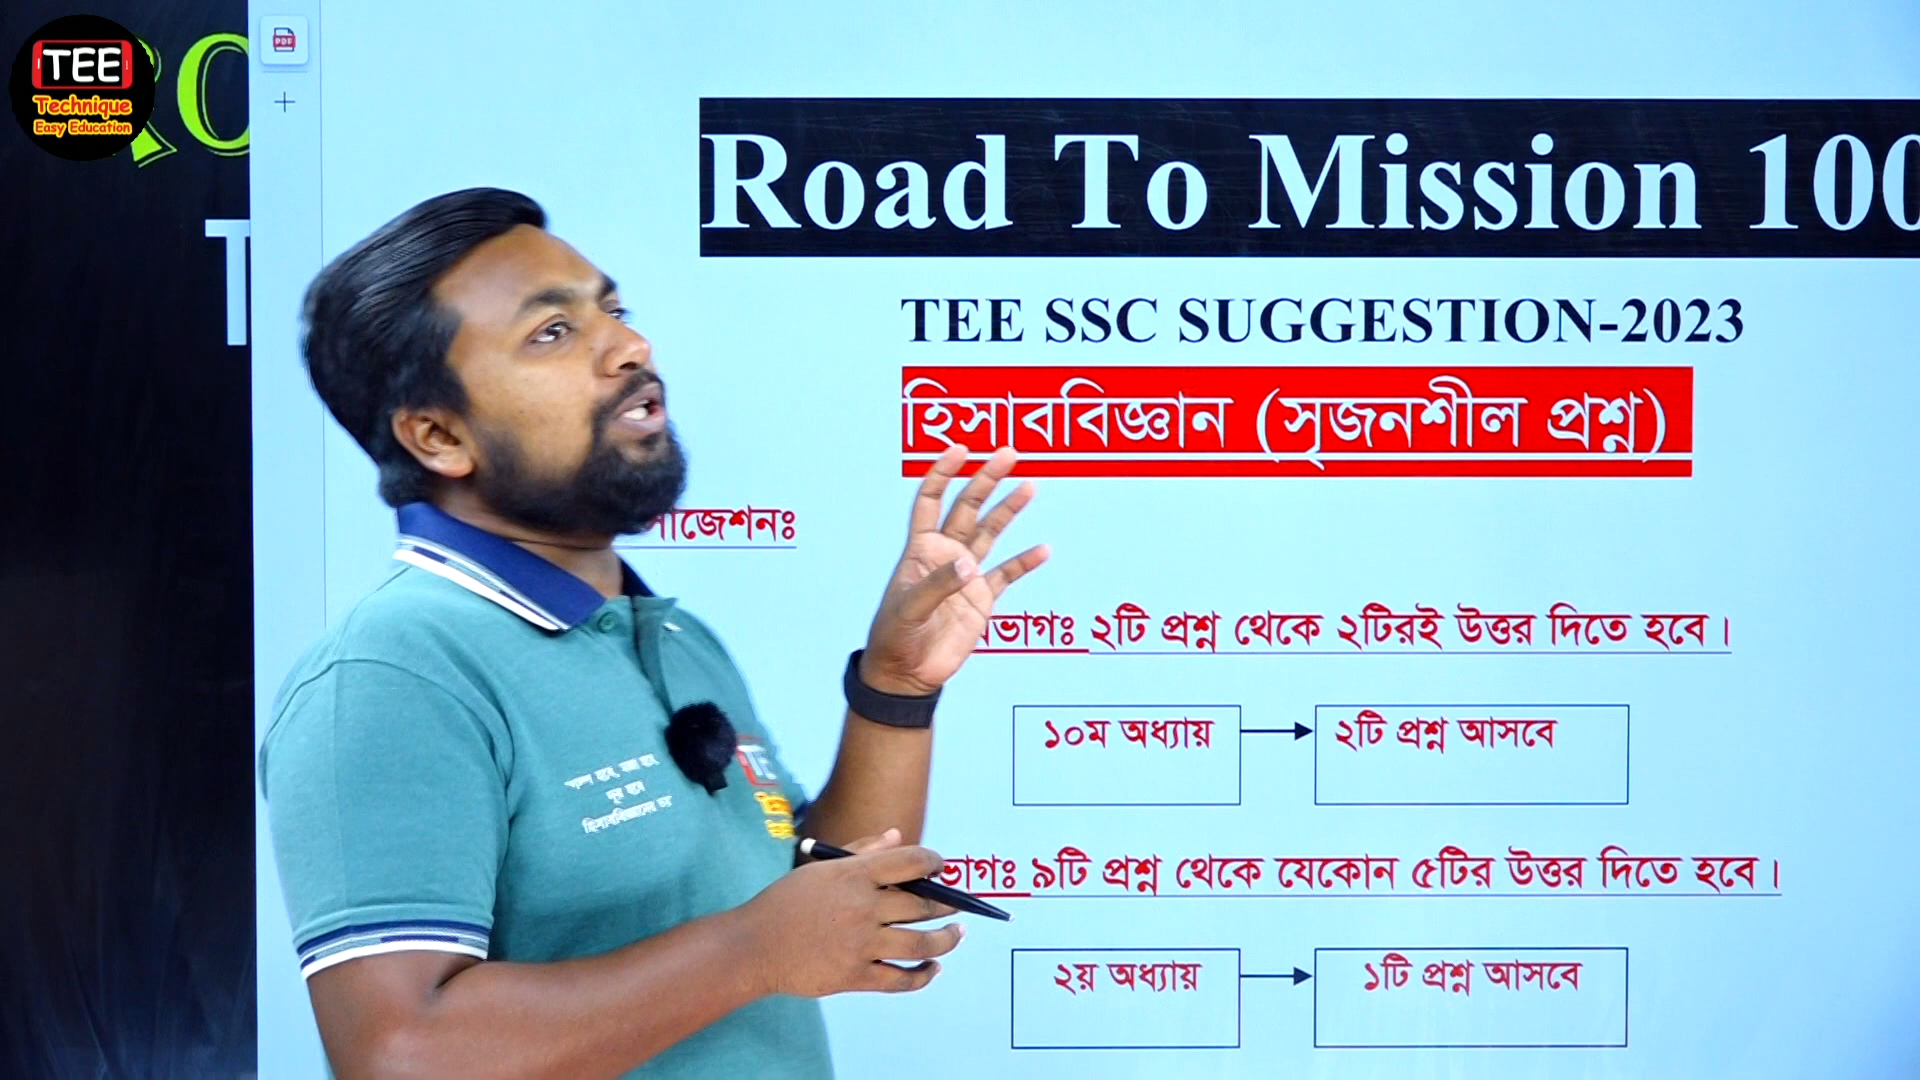 TEE
Technique
Easy Education
PDF
Road To Mission 100
TEE SSC SUGGESTION-2023
হিসাববিজ্ঞান (সৃজনশীল প্রশ্ন)
সাজেশনঃ
২টি প্রশ্ন থেকে ২টিরই উত্তর দিতে হবে।
১০ম অধ্যায়
২টি প্রশ্ন আসবে
৯টি প্রশ্ন থেকে যেকোন ৫টির উত্তর দিতে হবে।
২য় অধ্যায়
১টি প্রশ্ন আসবে